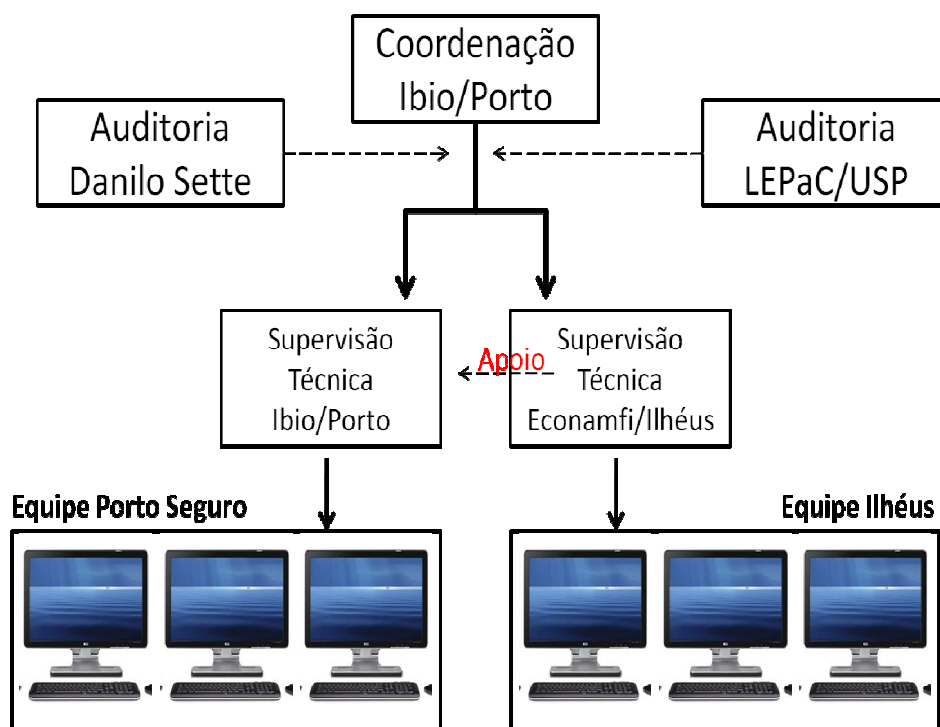 Coordenação
Ibio/Porto
Auditoria
Danilo Sette
Auditoria
LEPaC/USP
Supervisão
Técnica
Ibio/Porto
Apoio
Supervisão
Técnica
Econamfi/Ilhéus
Equipe Porto Seguro
Equipe Ilhéus